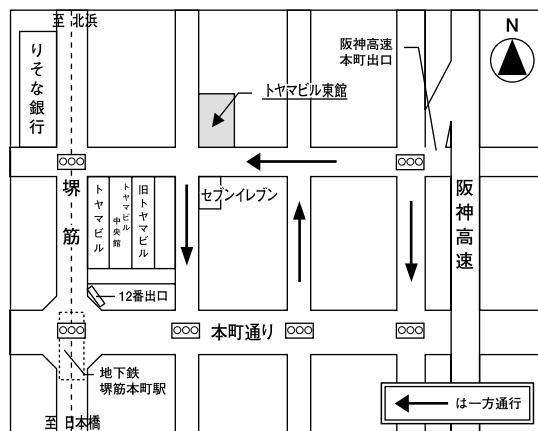 至 北浜
りそな銀行
阪神高速
本町出口
N
トヤマビル東館
堺筋
トヤマビル
トヤマビル
中央館
旧トヤマビル
セブンイレブン
阪神高速
12番出口
本町通り
地下鉄
堺筋本町駅
は一方通行
至 日本橋